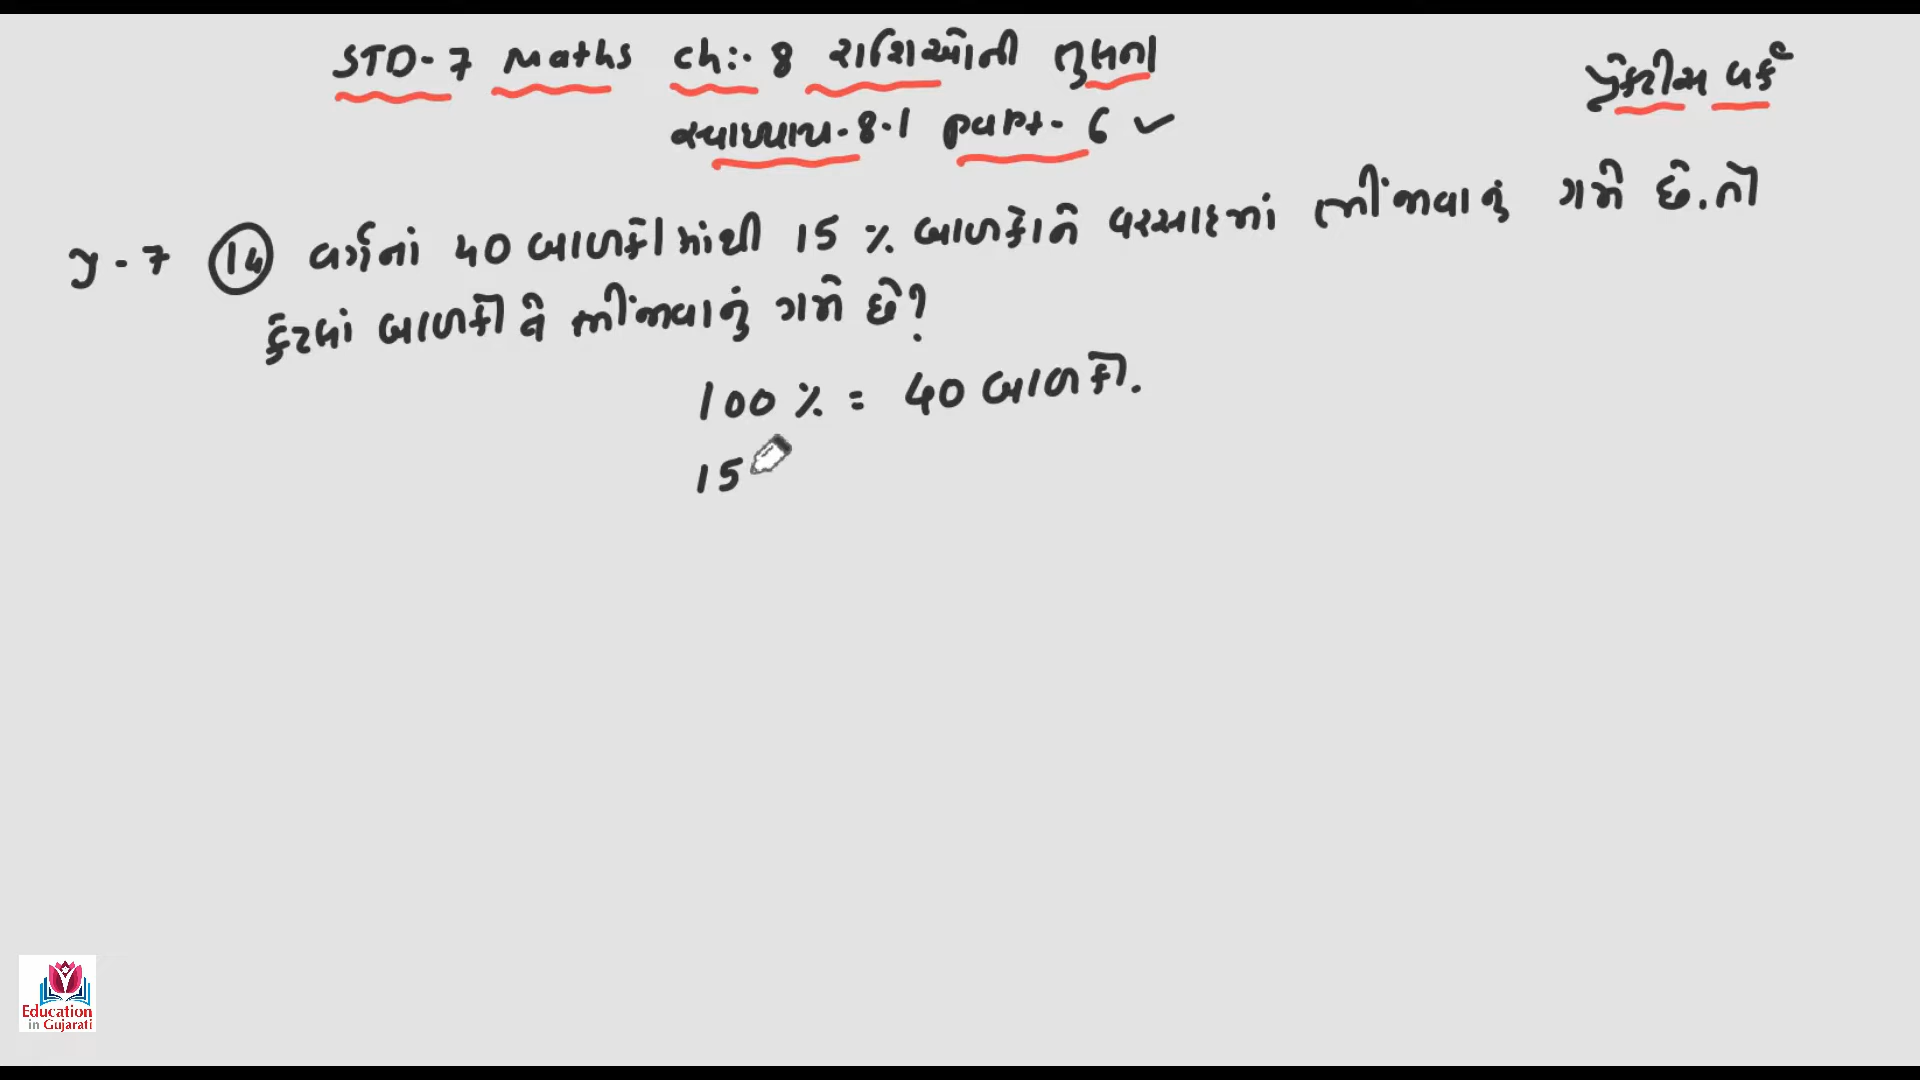 STD-7 Maths ch:-8 રાશિઓની તુલના
પ્રેક્ટીસ વર્ક
સ્વાધ્યાય-8.1 part-6 ✓
y-7 (14) વર્ગનાં 40 બાળકોમાંથી 15 % બાળકોને વરસાદમાં ભીંજાવાનું ગમે છે. તો
કેટલાં બાળકોને ભીંજાવાનું ગમે છે?
100 % = 40 બાળકો.
15
Education
in Gujarati